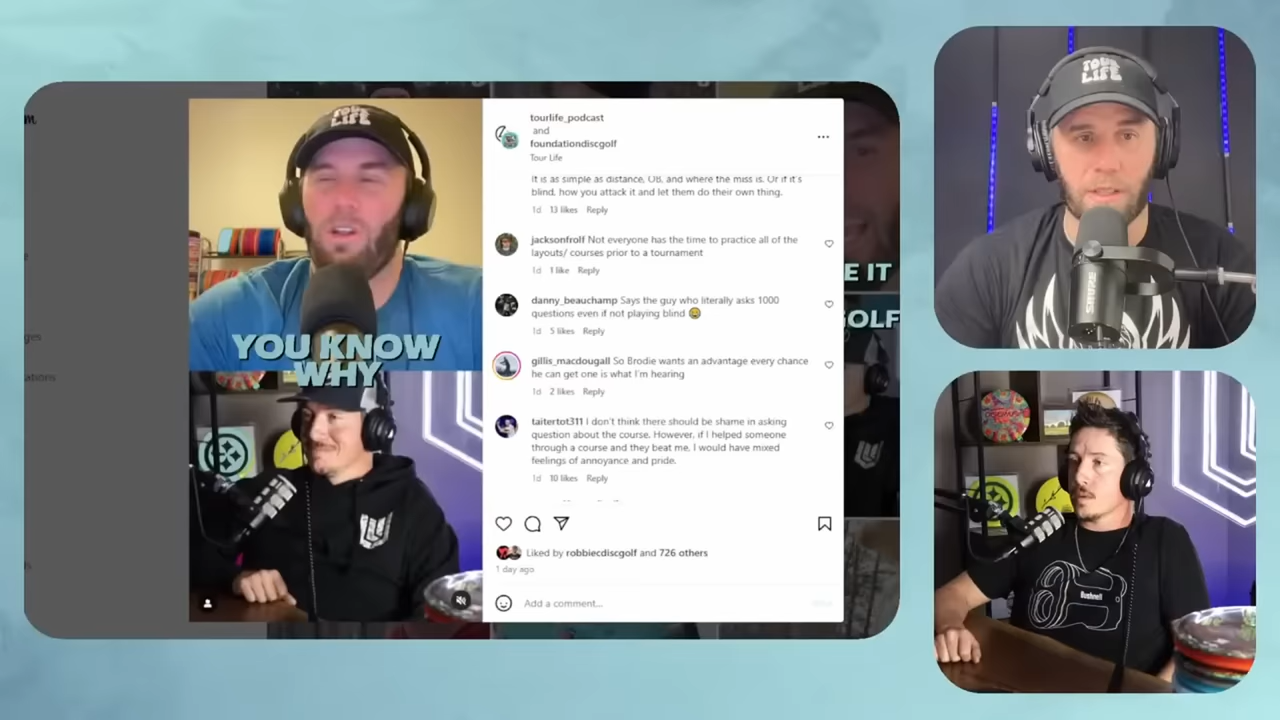 TOUR
LIFE
YOU KNOW
WHY
tourlife_podcast
and
foundationdiscgolf
Tour Life
It is as simple as distance, OB, and where the miss is. Or if it's
blind, how you attack it and let them do their own thing.
1d 13 likes Reply
jacksonfrolf Not everyone has the time to practice all of the
layouts/ courses prior to a tournament
1d 1 like Reply
danny_beauchamp Says the guy who literally asks 1000
questions even if not playing blind 😂
1d 5 likes Reply
gillis_macdougall So Brodie wants an advantage every chance
he can get one is what I'm hearing
1d 2 likes Reply
taitertot311 I don't think there should be shame in asking
question about the course. However, if I helped someone
through a course and they beat me, I would have mixed
feelings of annoyance and pride.
1d 10 likes Reply
Liked by robbiecdiscgolf and 726 others
1 day ago
Add a comment...
ges
ations
E IT
GOLF
TOUR
LIFE
SHURE
Bushnell